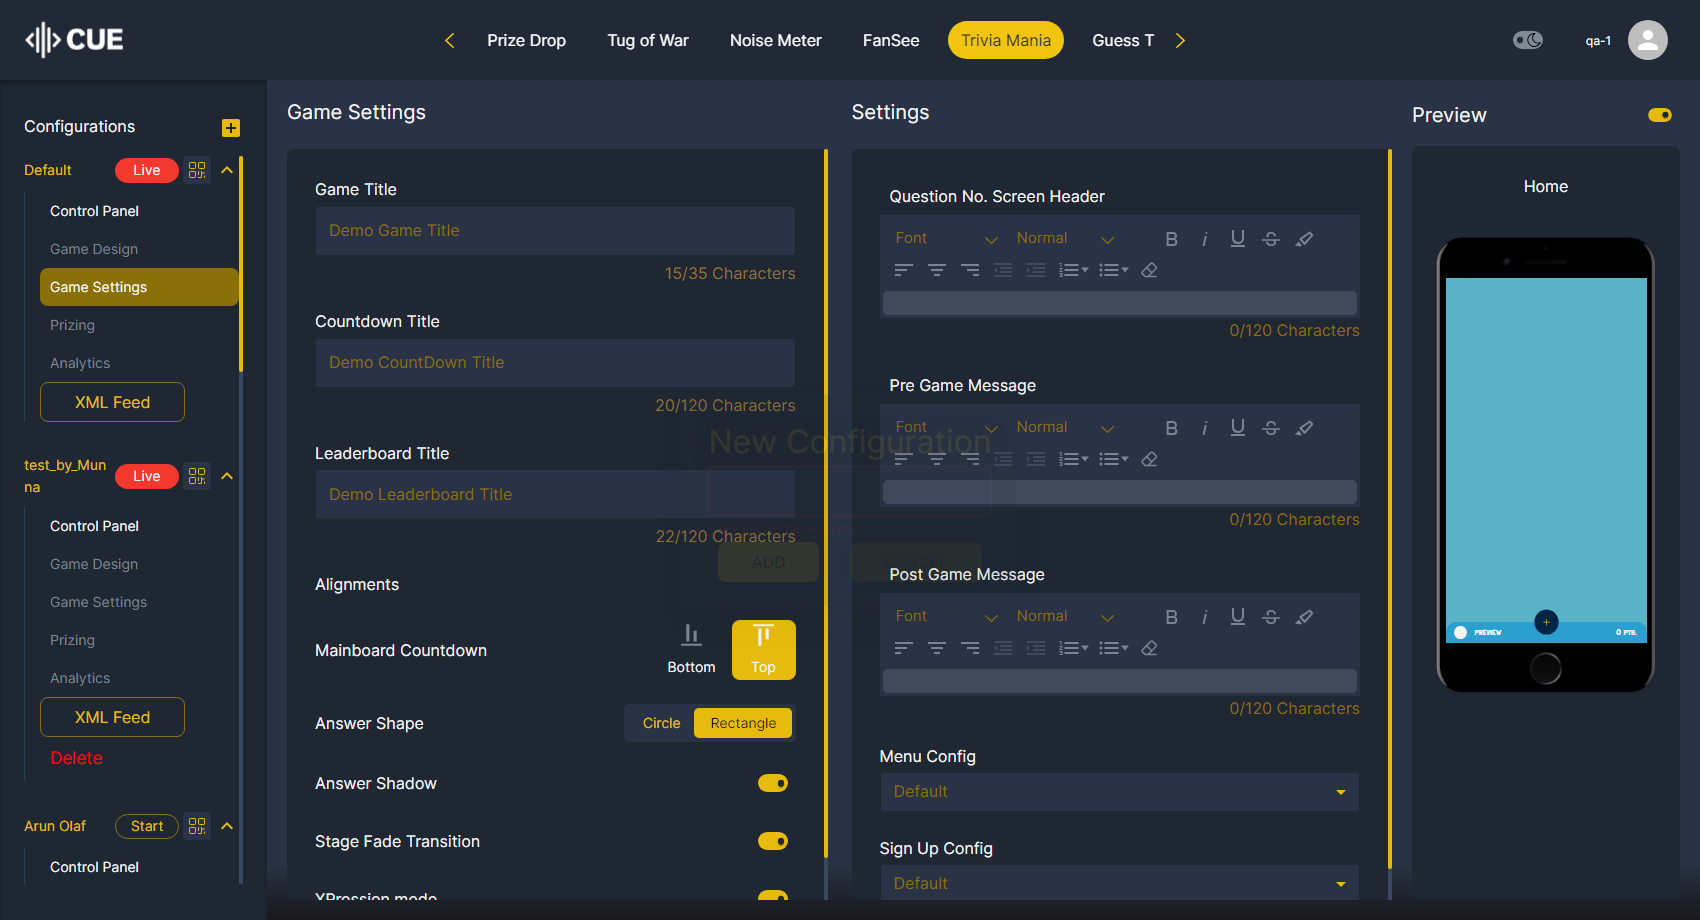 CUE
Prize Drop
Tug of War
Noise Meter
FanSee
Trivia Mania
Guess T
qa-1
Configurations
Default
Live
Control Panel
Game Design
Game Settings
Prizing
Analytics
XML Feed
test_by_Mun
na
Live
Control Panel
Game Design
Game Settings
Prizing
Analytics
XML Feed
Delete
Arun Olaf
Start
Control Panel
Game Settings
Game Title
Demo Game Title
15/35 Characters
Countdown Title
Demo CountDown Title
20/120 Characters
Leaderboard Title
Demo Leaderboard Title
22/120 Characters
Alignments
Mainboard Countdown
Bottom
Top
Answer Shape
Circle
Rectangle
Answer Shadow
Stage Fade Transition
XPression mode
New Configuration
ADD
CANCEL
Settings
Question No. Screen Header
Font
Normal
B i U S
0/120 Characters
Pre Game Message
Font
Normal
B i U S
0/120 Characters
Post Game Message
Font
Normal
B i U S
0/120 Characters
Menu Config
Default
Sign Up Config
Default
Preview
Home
PREVIEW
0 PTS.